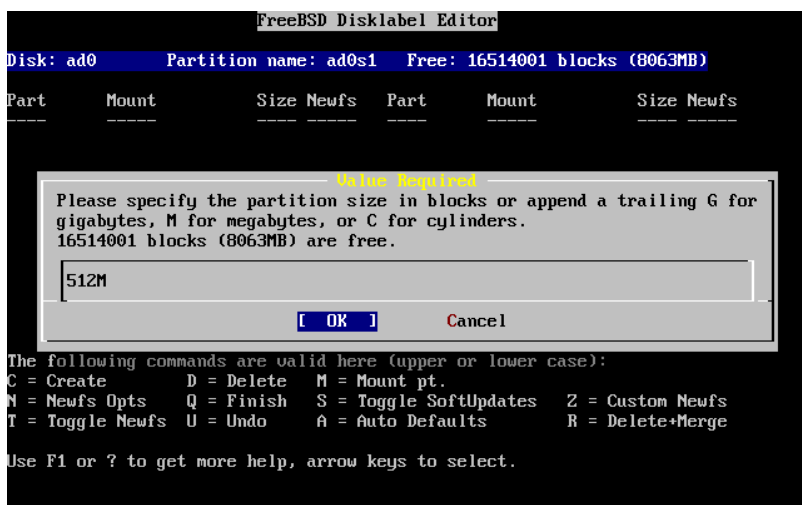 FreeBSD Disklabel Editor
Disk: ad0 Partition name: ad0s1 Free: 16514001 blocks (8063MB)
Part Mount Size Newfs Part Mount Size Newfs
---- ----- ---- ----- ---- ----- ---- -----
Value Required
Please specify the partition size in blocks or append a trailing G for
gigabytes, M for megabytes, or C for cylinders.
16514001 blocks (8063MB) are free.
512M
[ OK ] Cancel
The following commands are valid here (upper or lower case):
C = Create D = Delete M = Mount pt.
N = Newfs Opts Q = Finish S = Toggle SoftUpdates Z = Custom Newfs
T = Toggle Newfs U = Undo A = Auto Defaults R = Delete+Merge
Use F1 or ? to get more help, arrow keys to select.